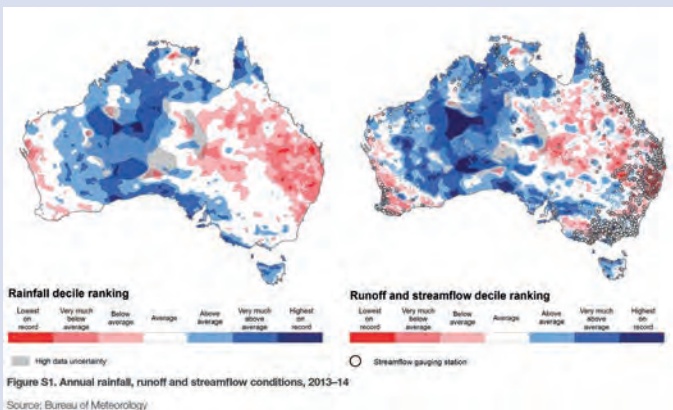 Rainfall decile ranking
Lowest on record
Very much below average
Below average
Average
Above average
Very much above average
Highest on record
High data uncertainty
Runoff and streamflow decile ranking
Lowest on record
Very much below average
Below average
Average
Above average
Very much above average
Highest on record
Streamflow gauging station
Figure S1. Annual rainfall, runoff and streamflow conditions, 2013–14
Source: Bureau of Meteorology